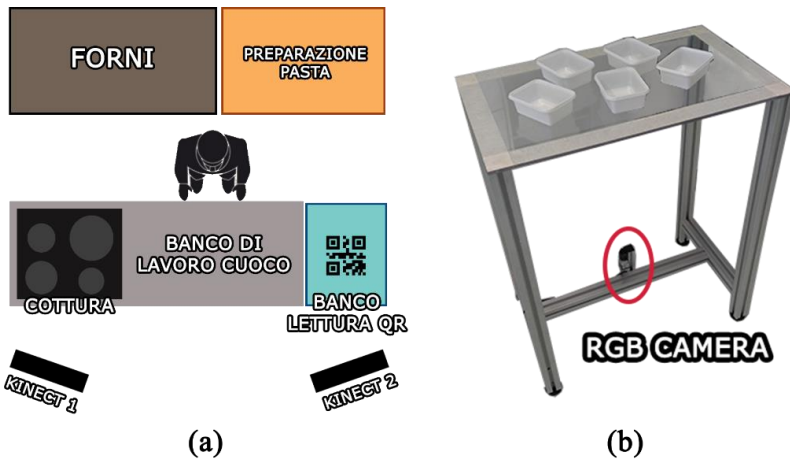 FORNI
PREPARAZIONE
PASTA
BANCO DI
LAVORO CUOCO
COTTURA
BANCO
LETTURA QR
KINECT 1
KINECT 2
(a)
RGB CAMERA
(b)